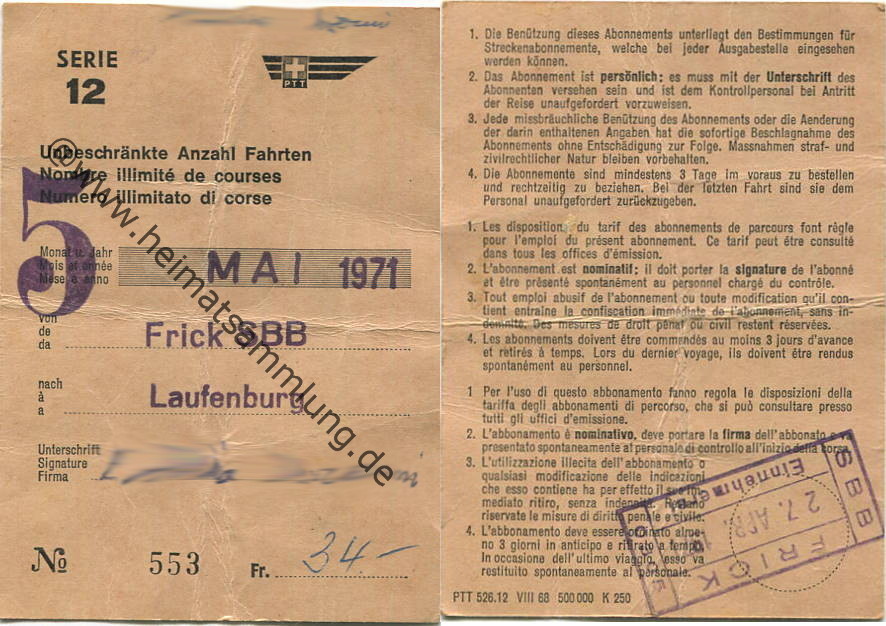 SERIE
12
PTT
Unbeschränkte Anzahl Fahrten
Nombre illimité de courses
Numero illimitato di corse
5
Monat u. Jahr
Mois et année
Mese e anno
MAI 1971
von
de
da
Frick SBB
nach
à
a
Laufenburg
Unterschrift
Signature
Firma
№ 553 Fr. 34.-
@www.heimatsammlung.de
1. Die Benützung dieses Abonnements unterliegt den Bestimmungen für
Streckenabonnemente, welche bei jeder Ausgabestelle eingesehen
werden können.
2. Das Abonnement ist persönlich; es muss mit der Unterschrift des
Abonnenten versehen sein und ist dem Kontrollpersonal bei Antritt
der Reise unaufgefordert vorzuweisen.
3. Jede missbräuchliche Benützung des Abonnements oder die Aenderung
der darin enthaltenen Angaben hat die sofortige Beschlagnahme des
Abonnements ohne Entschädigung zur Folge. Massnahmen straf- und
zivilrechtlicher Natur bleiben vorbehalten.
4. Die Abonnemente sind mindestens 3 Tage im voraus zu bestellen
und rechtzeitig zu beziehen. Bei der letzten Fahrt sind sie dem
Personal unaufgefordert zurückzugeben.
1. Les dispositions du tarif des abonnements de parcours font règle
pour l'emploi du présent abonnement. Ce tarif peut être consulté
dans tous les offices d'émission.
2. L'abonnement est nominatif; il doit porter la signature de l'abonné
et être présenté spontanément au personnel chargé du contrôle.
3. Tout emploi abusif de l'abonnement ou toute modification qu'il con-
tient entraîne la confiscation immédiate de l'abonnement, sans in-
demnité. Des mesures de droit pénal ou civil restent réservées.
4. Les abonnements doivent être commandés au moins 3 jours d'avance
et retirés à temps. Lors du dernier voyage, ils doivent être rendus
spontanément au personnel.
1 Per l'uso di questo abbonamento fanno regola le disposizioni della
tariffa degli abbonamenti di percorso, che si può consultare presso
tutti gli uffici d'emissione.
2. L'abbonamento è nominativo, deve portare la firma dell'abbonato e va
presentato spontaneamente al personale di controllo all'inizio della corsa.
3. L'utilizzazione illecita dell'abbonamento o
qualsiasi modificazione delle indicazioni
che esso contiene ha per effetto il suo im-
mediato ritiro, senza indennità. Restano
riservate le misure di diritto penale e civile.
4. L'abbonamento deve essere ordinato alme-
no 3 giorni in anticipo e ritirato a tempo.
In occasione dell'ultimo viaggio, esso va
restituito spontaneamente al personale.
SBB
Einnehmerei
27. APR.
FRICK
PTT 526.12 VIII 68 500 000 K 250